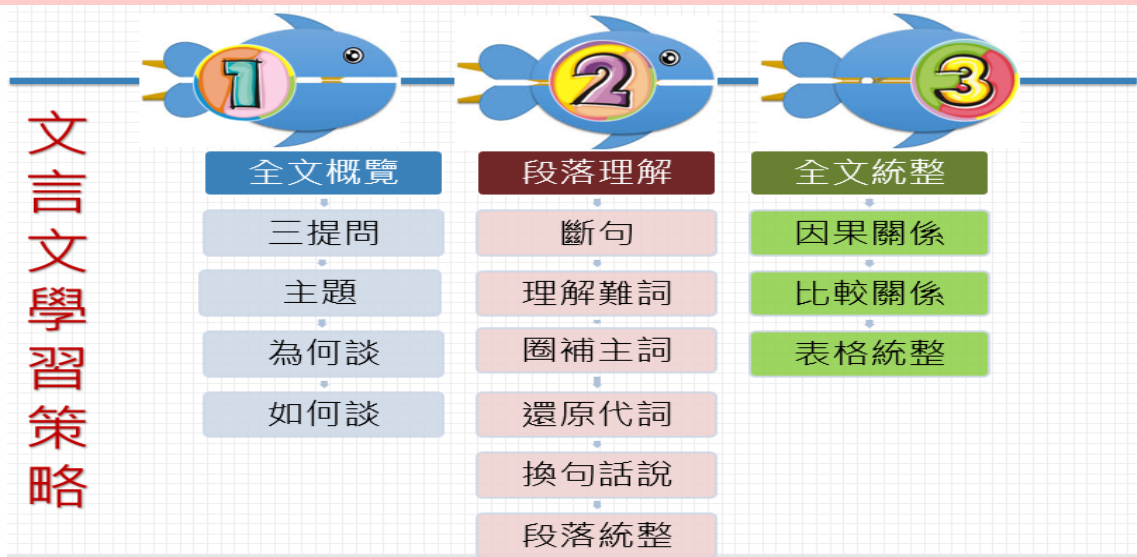 文言文學習策略
1
全文概覽
三提問
主題
為何談
如何談
2
段落理解
斷句
理解難詞
圈補主詞
還原代詞
換句話說
段落統整
3
全文統整
因果關係
比較關係
表格統整